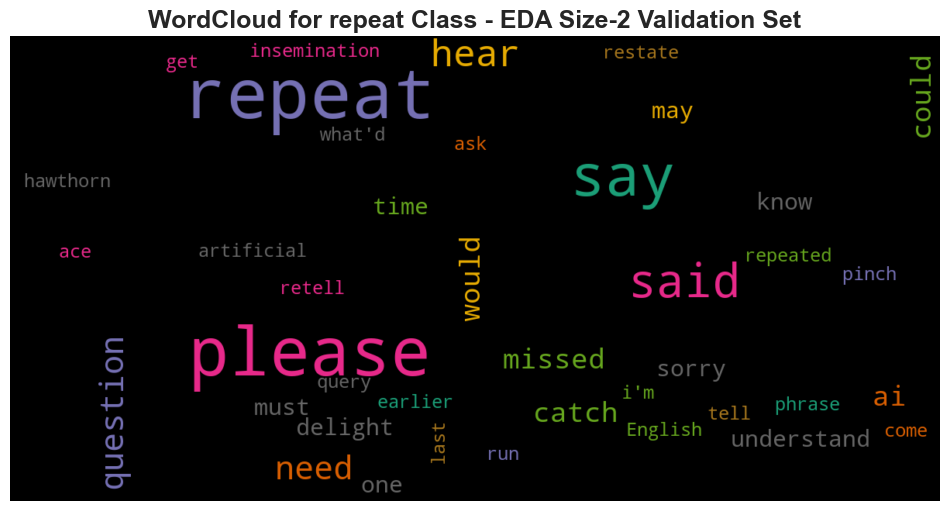 WordCloud for repeat Class - EDA Size-2 Validation Set
get
insemination
hear
restate
could
repeat
may
what'd
ask
say
hawthorn
time
know
ace
artificial
would
repeated
said
pinch
retell
question
please
missed
sorry
query
i'm
ai
must
earlier
catch
tell
phrase
delight
last
English
understand
come
need
run
one